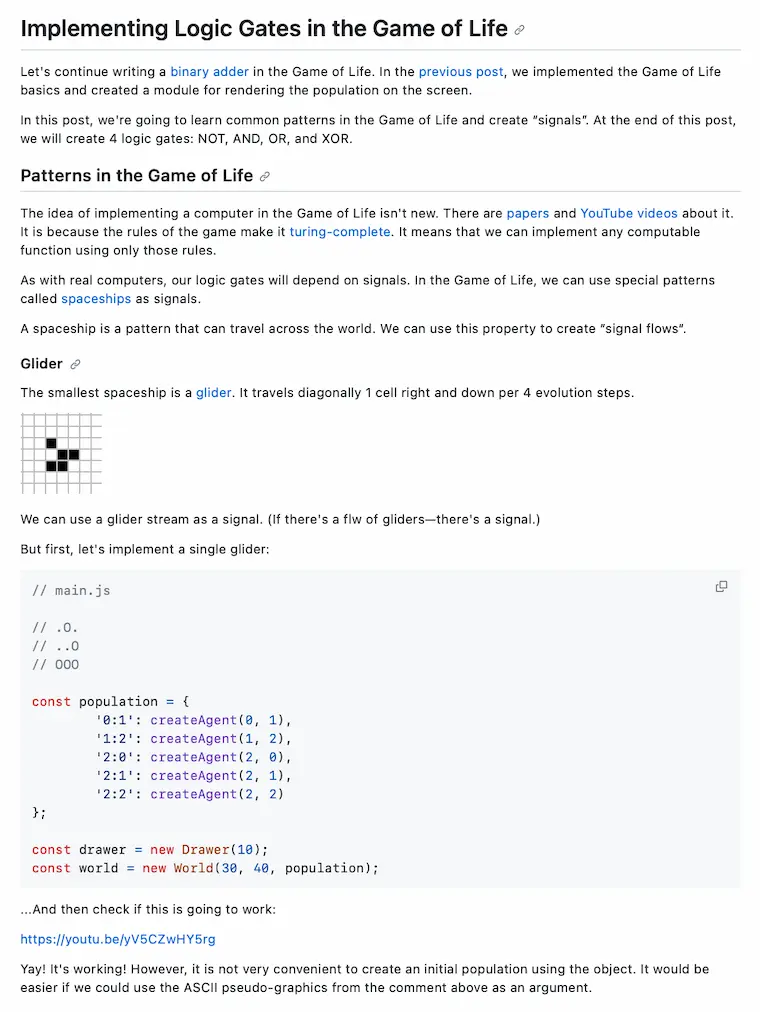 Implementing Logic Gates in the Game of Life
Let's continue writing a binary adder in the Game of Life. In the previous post, we implemented the Game of Life
basics and created a module for rendering the population on the screen.
In this post, we're going to learn common patterns in the Game of Life and create “signals”. At the end of this post,
we will create 4 logic gates: NOT, AND, OR, and XOR.
Patterns in the Game of Life
The idea of implementing a computer in the Game of Life isn't new. There are papers and YouTube videos about it.
It is because the rules of the game make it turing-complete. It means that we can implement any computable
function using only those rules.
As with real computers, our logic gates will depend on signals. In the Game of Life, we can use special patterns
called spaceships as signals.
A spaceship is a pattern that can travel across the world. We can use this property to create “signal flows”.
Glider
The smallest spaceship is a glider. It travels diagonally 1 cell right and down per 4 evolution steps.
We can use a glider stream as a signal. (If there's a flw of gliders—there's a signal.)
But first, let's implement a single glider:
// main.js
// .O.
// ..O
// OOO
const population = {
'0:1': createAgent(0, 1),
'1:2': createAgent(1, 2),
'2:0': createAgent(2, 0),
'2:1': createAgent(2, 1),
'2:2': createAgent(2, 2)
};
const drawer = new Drawer(10);
const world = new World(30, 40, population);
...And then check if this is going to work:
https://youtu.be/yV5CZwHY5rg
Yay! It's working! However, it is not very convenient to create an initial population using the object. It would be
easier if we could use the ASCII pseudo-graphics from the comment above as an argument.